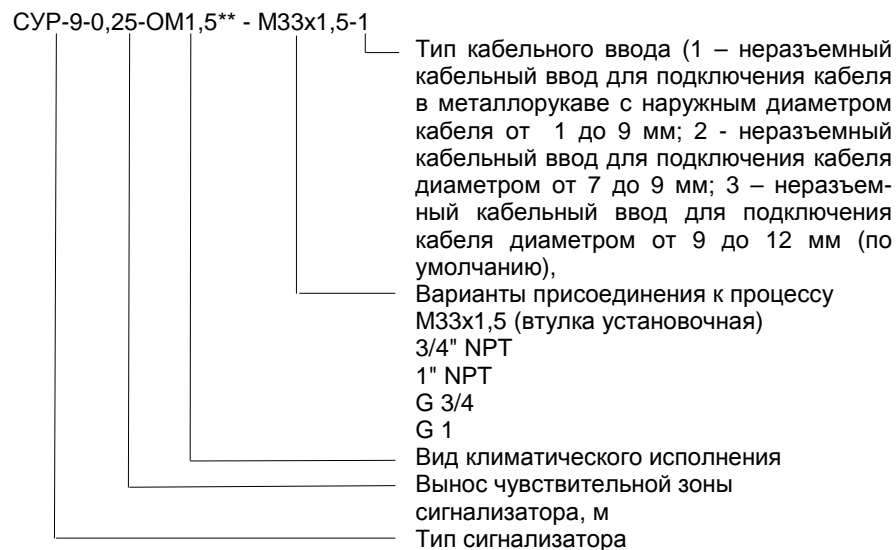 СУР-9-0,25-ОМ1,5** - М33х1,5-1
Тип кабельного ввода (1 – неразъемный
кабельный ввод для подключения кабеля
в металлорукаве с наружным диаметром
кабеля от 1 до 9 мм; 2 - неразъемный
кабельный ввод для подключения кабеля
диаметром от 7 до 9 мм; 3 – неразъем-
ный кабельный ввод для подключения
кабеля диаметром от 9 до 12 мм (по
умолчанию),
Варианты присоединения к процессу
М33х1,5 (втулка установочная)
3/4" NPT
1" NPT
G 3/4
G 1
Вид климатического исполнения
Вынос чувствительной зоны
сигнализатора, м
Тип сигнализатора